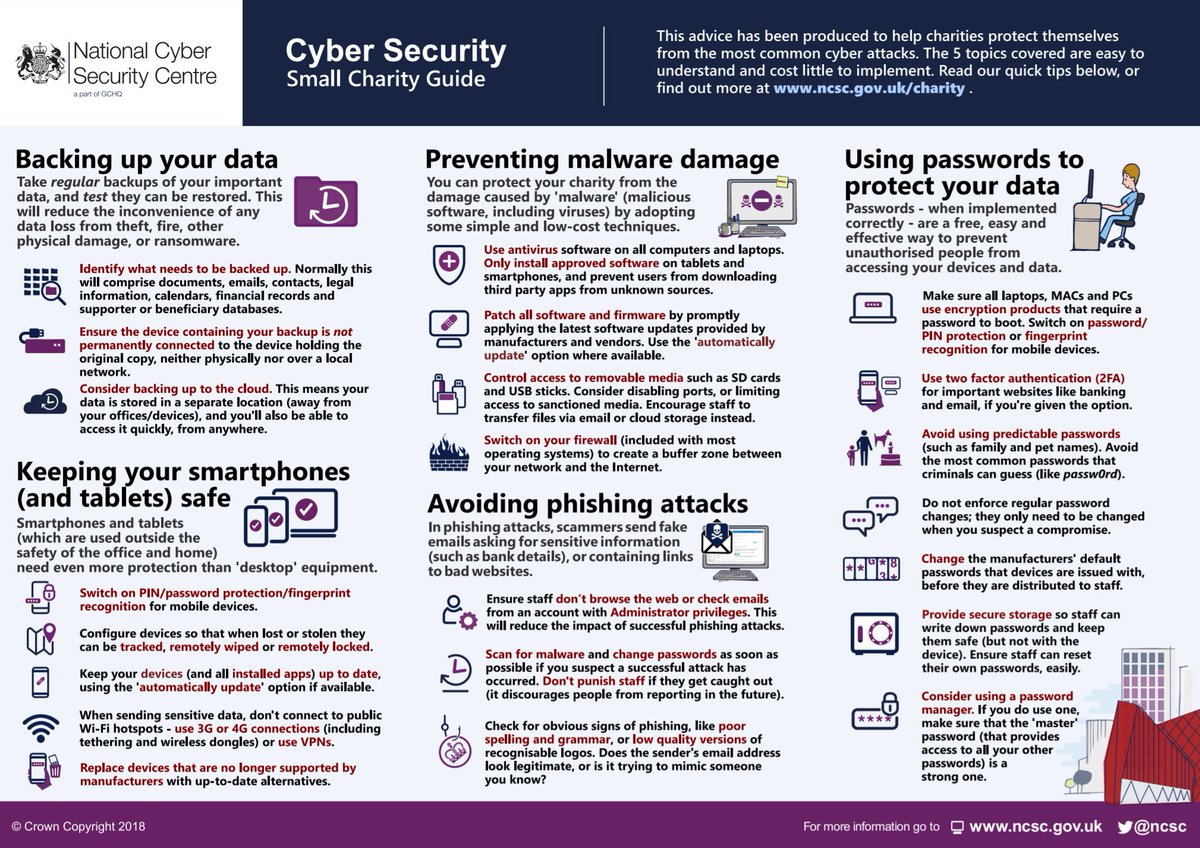 National Cyber
Security Centre
a part of GCHQ
Cyber Security
Small Charity Guide
This advice has been produced to help charities protect themselves
from the most common cyber attacks. The 5 topics covered are easy to
understand and cost little to implement. Read our quick tips below, or
find out more at www.ncsc.gov.uk/charity .
Backing up your data
Take regular backups of your important
data, and test they can be restored. This
will reduce the inconvenience of any
data loss from theft, fire, other
physical damage, or ransomware.
Identify what needs to be backed up. Normally this
will comprise documents, emails, contacts, legal
information, calendars, financial records and
supporter or beneficiary databases.
Ensure the device containing your backup is not
permanently connected to the device holding the
original copy, neither physically nor over a local
network.
Consider backing up to the cloud. This means your
data is stored in a separate location (away from
your offices/devices), and you'll also be able to
access it quickly, from anywhere.
Keeping your smartphones
(and tablets) safe
Smartphones and tablets
(which are used outside the
safety of the office and home)
need even more protection than 'desktop' equipment.
Switch on PIN/password protection/fingerprint
recognition for mobile devices.
Configure devices so that when lost or stolen they
can be tracked, remotely wiped or remotely locked.
Keep your devices (and all installed apps) up to date,
using the 'automatically update' option if available.
When sending sensitive data, don't connect to public
Wi-Fi hotspots - use 3G or 4G connections (including
tethering and wireless dongles) or use VPNs.
Replace devices that are no longer supported by
manufacturers with up-to-date alternatives.
Preventing malware damage
You can protect your charity from the
damage caused by 'malware' (malicious
software, including viruses) by adopting
some simple and low-cost techniques.
Use antivirus software on all computers and laptops.
Only install approved software on tablets and
smartphones, and prevent users from downloading
third party apps from unknown sources.
Patch all software and firmware by promptly
applying the latest software updates provided by
manufacturers and vendors. Use the 'automatically
update' option where available.
Control access to removable media such as SD cards
and USB sticks. Consider disabling ports, or limiting
access to sanctioned media. Encourage staff to
transfer files via email or cloud storage instead.
Switch on your firewall (included with most
operating systems) to create a buffer zone between
your network and the Internet.
Avoiding phishing attacks
In phishing attacks, scammers send fake
emails asking for sensitive information
(such as bank details), or containing links
to bad websites.
Ensure staff don’t browse the web or check emails
from an account with Administrator privileges. This
will reduce the impact of successful phishing attacks.
Scan for malware and change passwords as soon as
possible if you suspect a successful attack has
occurred. Don't punish staff if they get caught out
(it discourages people from reporting in the future).
Check for obvious signs of phishing, like poor
spelling and grammar, or low quality versions of
recognisable logos. Does the sender's email address
look legitimate, or is it trying to mimic someone
you know?
Using passwords to
protect your data
Passwords - when implemented
correctly - are a free, easy and
effective way to prevent
unauthorised people from
accessing your devices and data.
Make sure all laptops, MACs and PCs
use encryption products that require a
password to boot. Switch on password/
PIN protection or fingerprint
recognition for mobile devices.
Use two factor authentication (2FA)
for important websites like banking
and email, if you're given the option.
Avoid using predictable passwords
(such as family and pet names). Avoid
the most common passwords that
criminals can guess (like passw0rd).
Do not enforce regular password
changes; they only need to be changed
when you suspect a compromise.
Change the manufacturers' default
passwords that devices are issued with,
before they are distributed to staff.
Provide secure storage so staff can
write down passwords and keep
them safe (but not with the
device). Ensure staff can reset
their own passwords, easily.
Consider using a password
manager. If you do use one,
make sure that the 'master'
password (that provides
access to all your other
passwords) is a
strong one.
© Crown Copyright 2018
For more information go to www.ncsc.gov.uk @ncsc